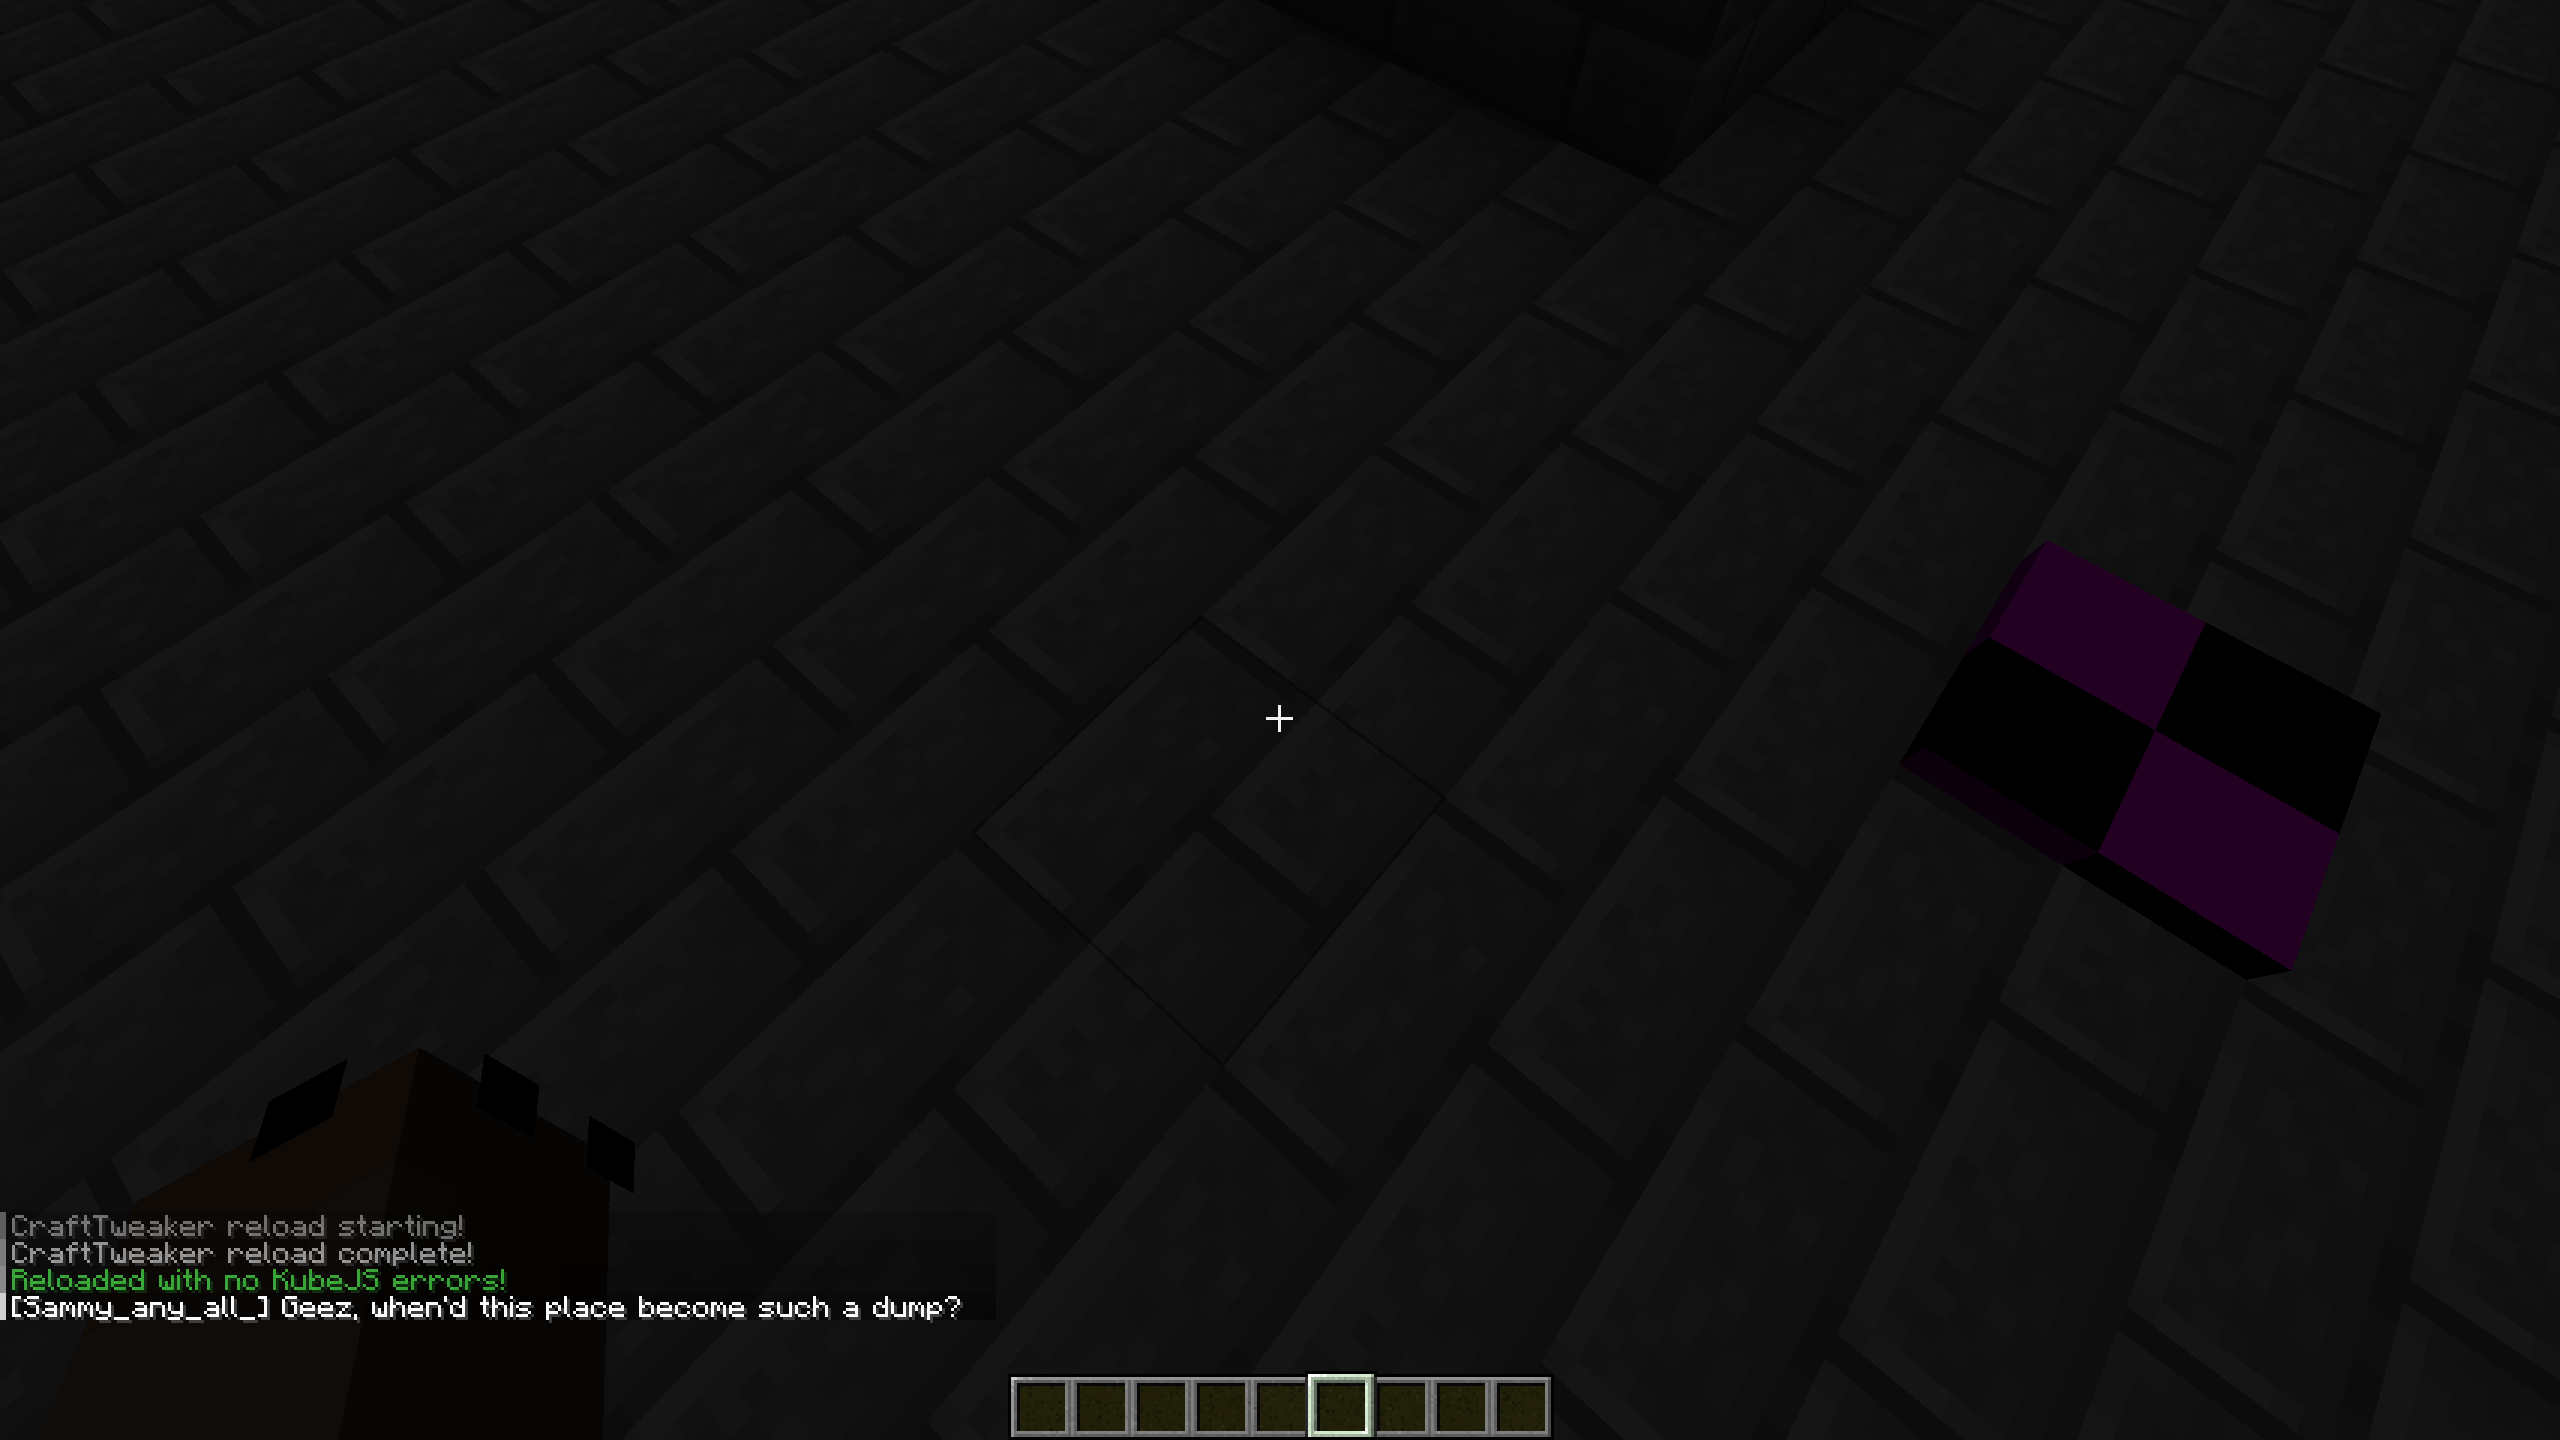 CraftTweaker reload starting!
CraftTweaker reload complete!
Reloaded with no KubeJS errors!
[Sammy_any_all_] Geez, when'd this place become such a dump?